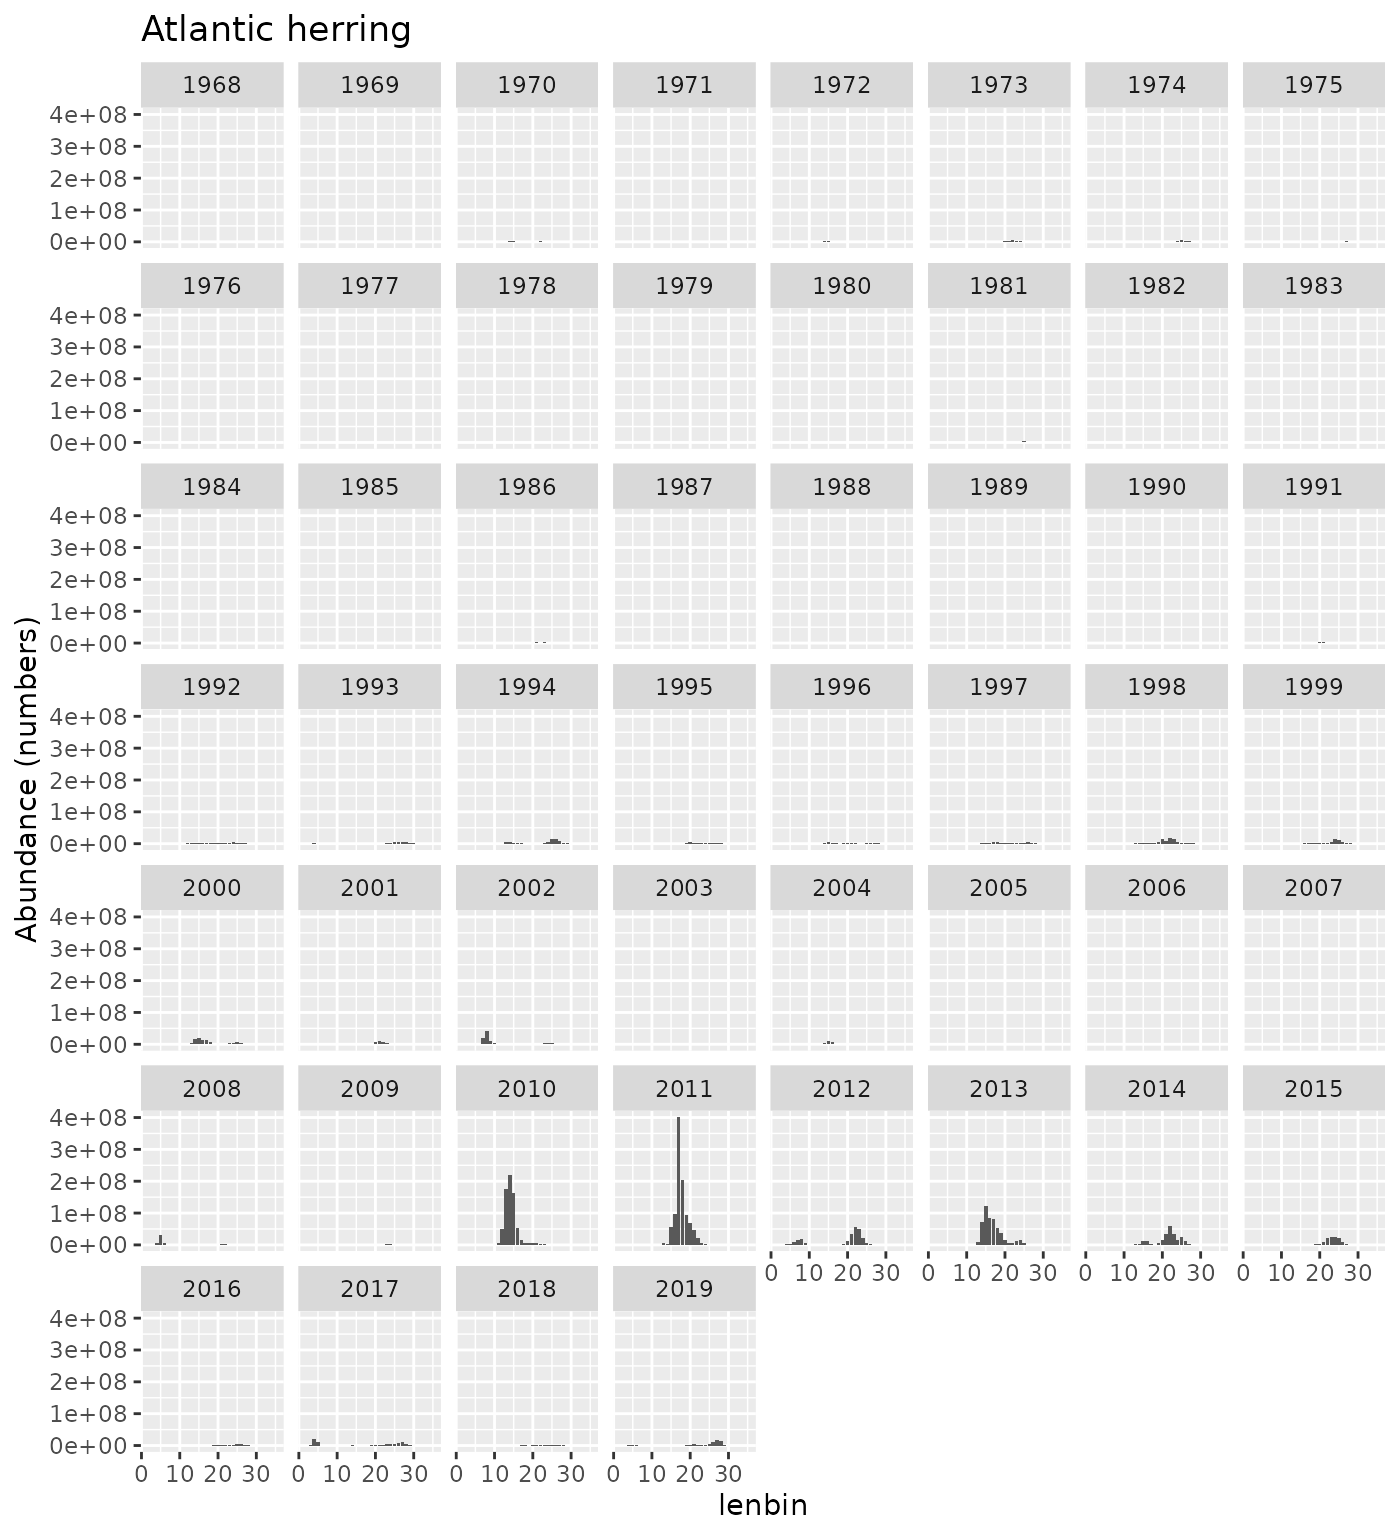 Atlantic herring
1968 1969 1970 1971 1972 1973 1974 1975
4e+08
3e+08
2e+08
1e+08
0e+00
1976 1977 1978 1979 1980 1981 1982 1983
4e+08
3e+08
2e+08
1e+08
0e+00
1984 1985 1986 1987 1988 1989 1990 1991
4e+08
3e+08
2e+08
1e+08
0e+00
Abundance (numbers)
1992 1993 1994 1995 1996 1997 1998 1999
4e+08
3e+08
2e+08
1e+08
0e+00
2000 2001 2002 2003 2004 2005 2006 2007
4e+08
3e+08
2e+08
1e+08
0e+00
2008 2009 2010 2011 2012 2013 2014 2015
4e+08
3e+08
2e+08
1e+08
0e+00
0 10 20 30 0 10 20 30 0 10 20 30 0 10 20 30
2016 2017 2018 2019
4e+08
3e+08
2e+08
1e+08
0e+00
0 10 20 30 0 10 20 30 0 10 20 30 0 10 20 30
lenbin